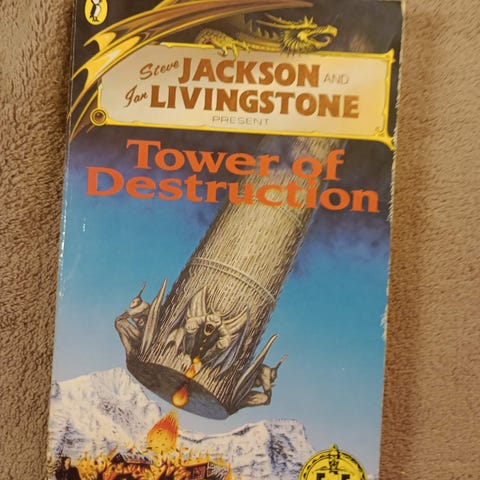 Steve JACKSON AND
Ian LIVINGSTONE
PRESENT
Tower of
Destruction